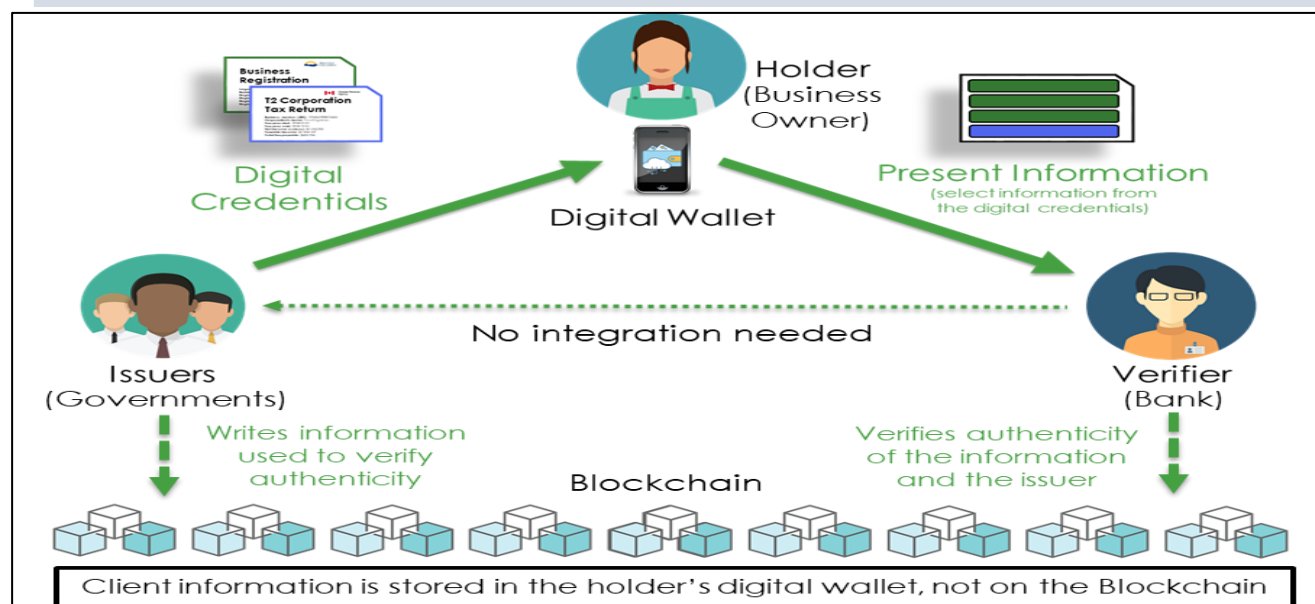 Business
Registration
T2 Corporation
Tax Return
Holder
(Business
Owner)
Digital
Credentials
Digital Wallet
Present Information
(select information from
the digital credentials)
No integration needed
Issuers
(Governments)
Verifier
(Bank)
Writes information
used to verify
authenticity
Verifies authenticity
of the information
and the issuer
Blockchain
Client information is stored in the holder's digital wallet, not on the Blockchain